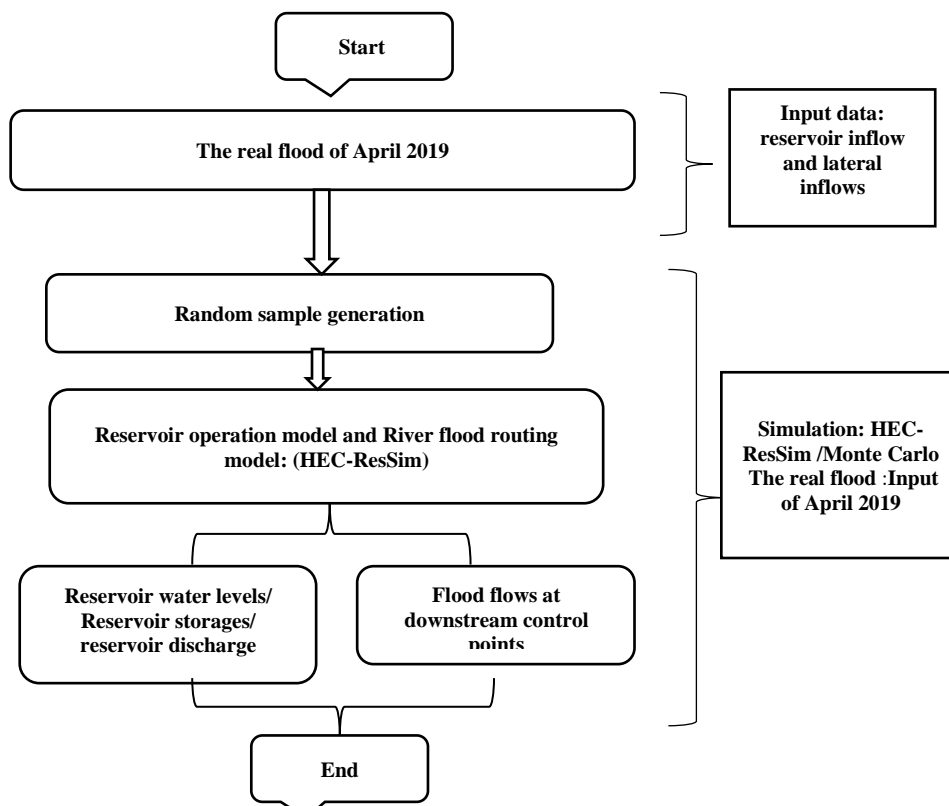 Start
The real flood of April 2019
Input data:
reservoir inflow
and lateral
inflows
Random sample generation
Reservoir operation model and River flood routing
model: (HEC-ResSim)
Simulation: HEC-
ResSim /Monte Carlo
The real flood :Input
of April 2019
Reservoir water levels/
Reservoir storages/
reservoir discharge
Flood flows at
downstream control
points
End